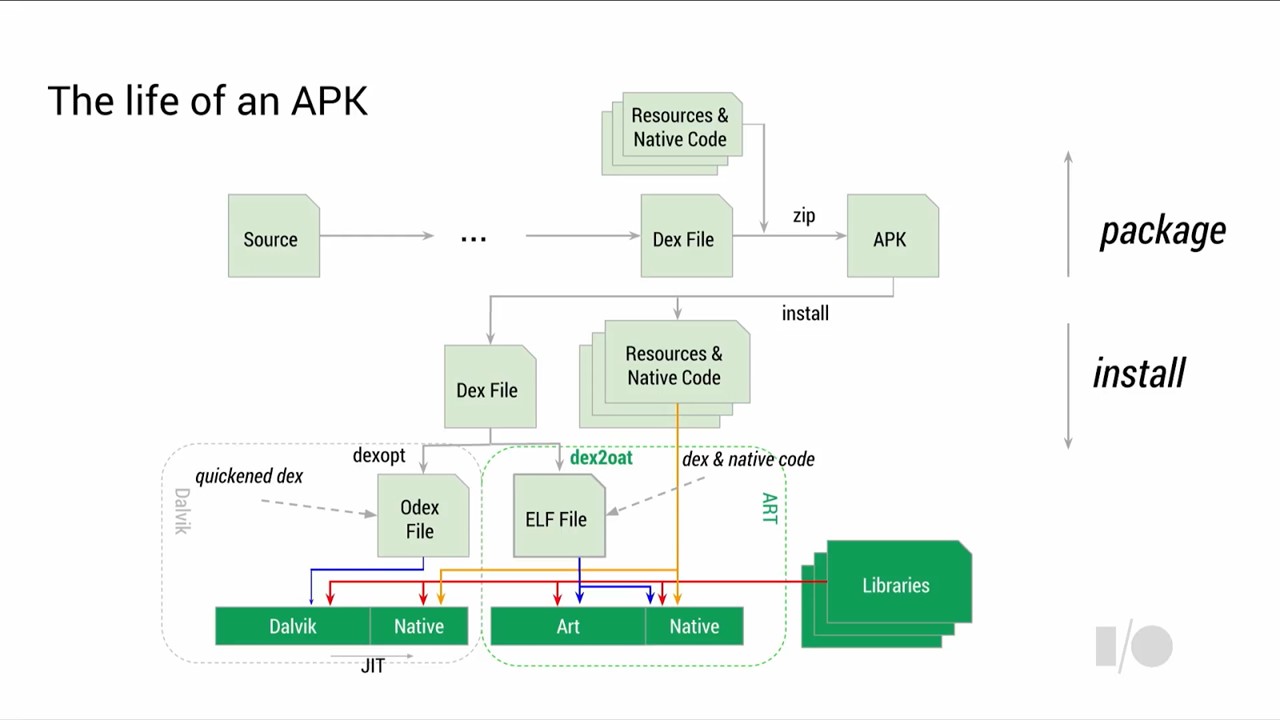 The life of an APK
Resources &
Native Code
Source
...
Dex File
zip
APK
package
install
Resources &
Native Code
Dex File
install
dexopt
dex2oat
dex & native code
quickened dex
Dalvik
Odex
File
ELF File
ART
Libraries
Dalvik
Native
Art
Native
JIT
I/O